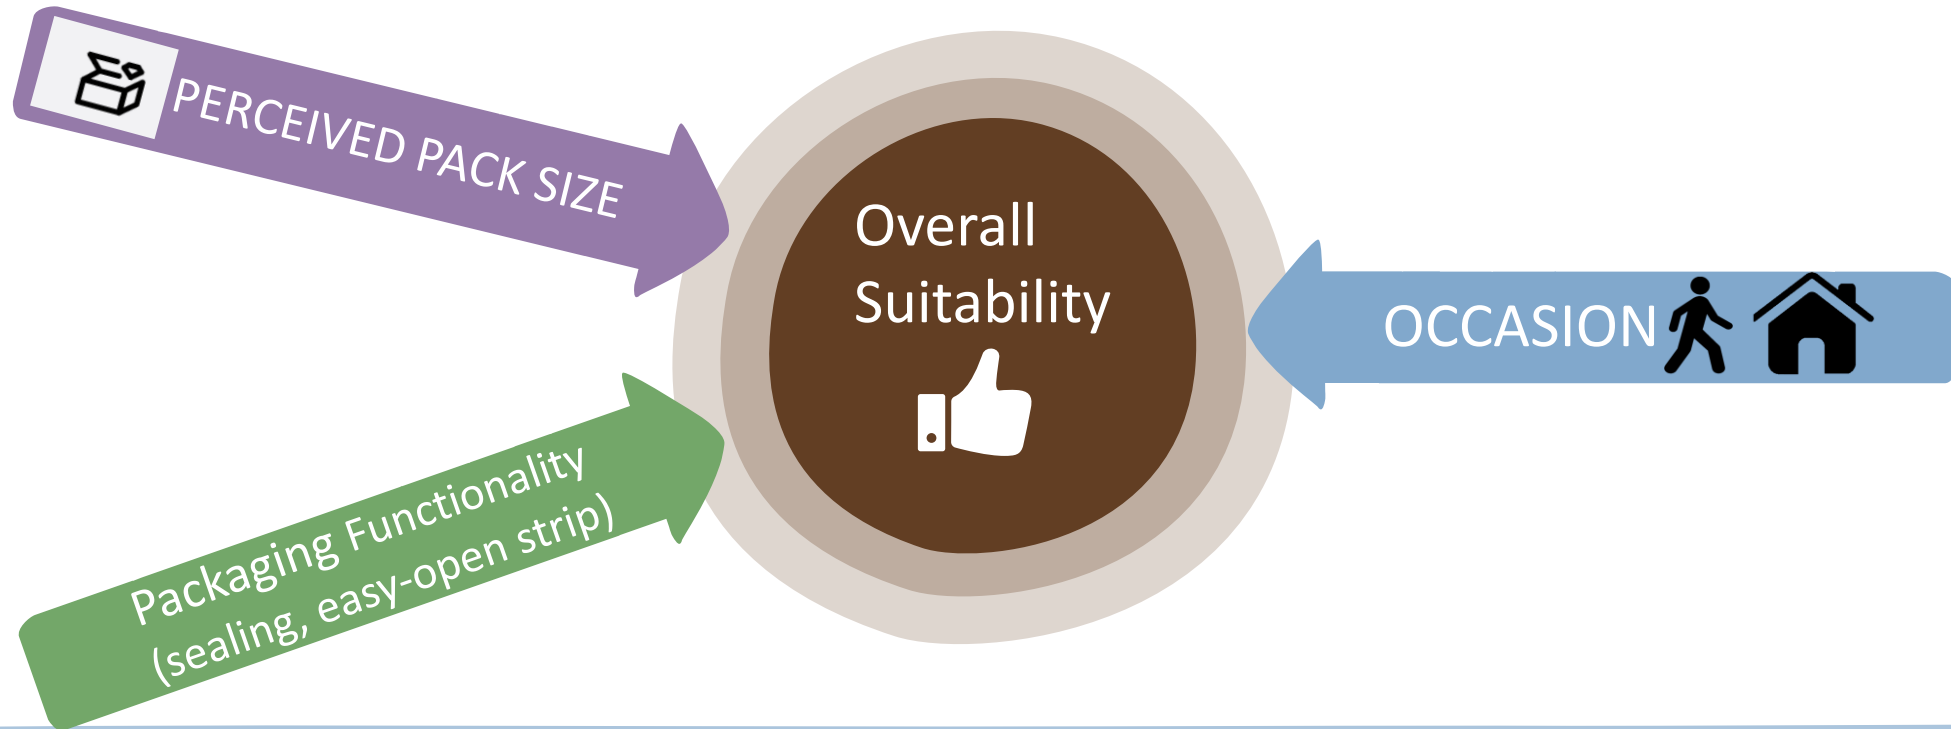 PERCEIVED PACK SIZE
Overall
Suitability
OCCASION
Packaging Functionality
(sealing, easy-open strip)